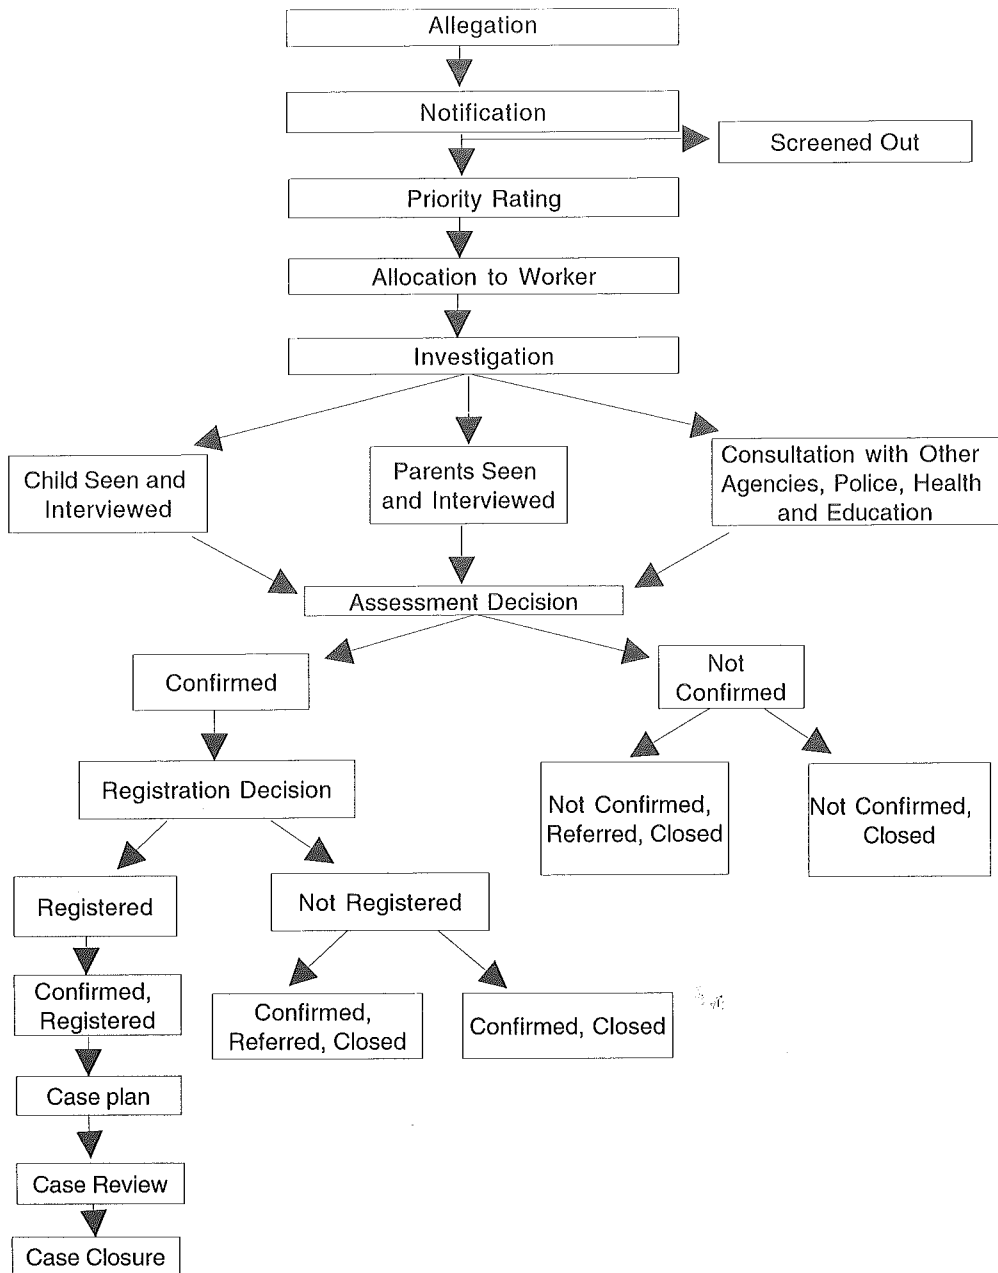 Allegation
Notification
Screened Out
Priority Rating
Allocation to Worker
Investigation
Child Seen and
Interviewed
Parents Seen
and Interviewed
Consultation with Other
Agencies, Police, Health
and Education
Assessment Decision
Confirmed
Not
Confirmed
Registration Decision
Not Confirmed,
Referred, Closed
Not Confirmed,
Closed
Registered
Not Registered
Confirmed,
Registered
Confirmed,
Referred, Closed
Confirmed, Closed
Case plan
Case Review
Case Closure